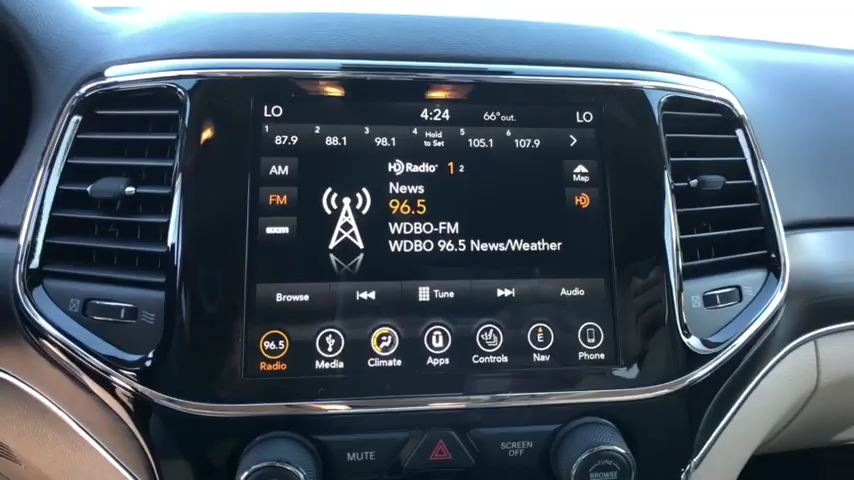 LO 4:24 66°out. LO
1 87.9 2 88.1 3 98.1 4 Hold to Set 5 105.1 6 107.9
AM
HD Radio 1 2
Map
News
FM
96.5
HD
WDBO-FM
WDBO 96.5 News/Weather
Browse Tune Audio
96.5 E
Radio Media Climate Apps Controls Nav Phone
MUTE
SCREEN OFF
TUNE
BROWSE